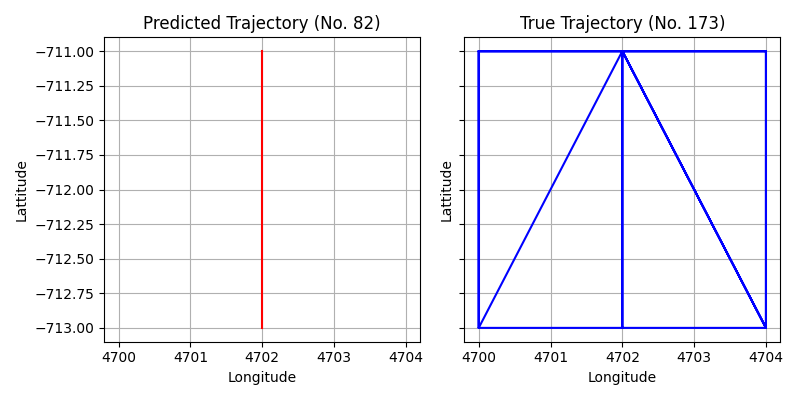 Predicted Trajectory (No. 82)
True Trajectory (No. 173)
Lattitude
−711.00
−711.25
−711.50
−711.75
−712.00
−712.25
−712.50
−712.75
−713.00
4700 4701 4702 4703 4704
Longitude
Lattitude
4700 4701 4702 4703 4704
Longitude